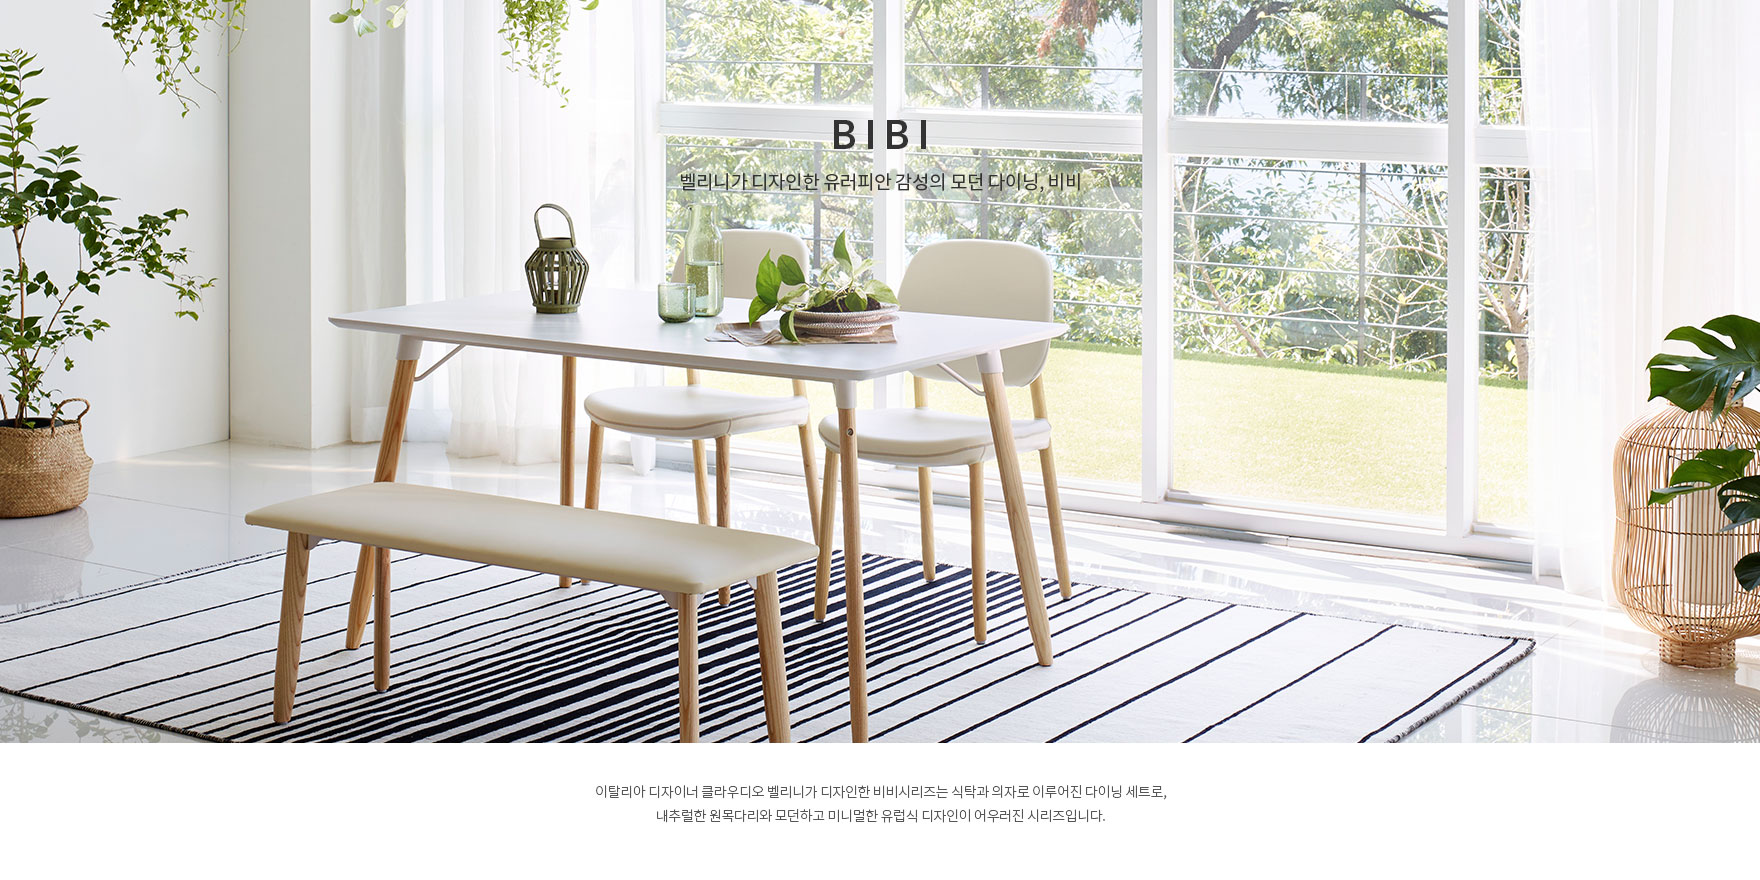 BIBI
벨리니가 디자인한 유러피안 감성의 모던 다이닝, 비비
이탈리아 디자이너 클라우디오 벨리니가 디자인한 비비시리즈는 식탁과 의자로 이루어진 다이닝 세트로,
내추럴한 원목다리와 모던하고 미니멀한 유럽식 디자인이 어우러진 시리즈입니다.